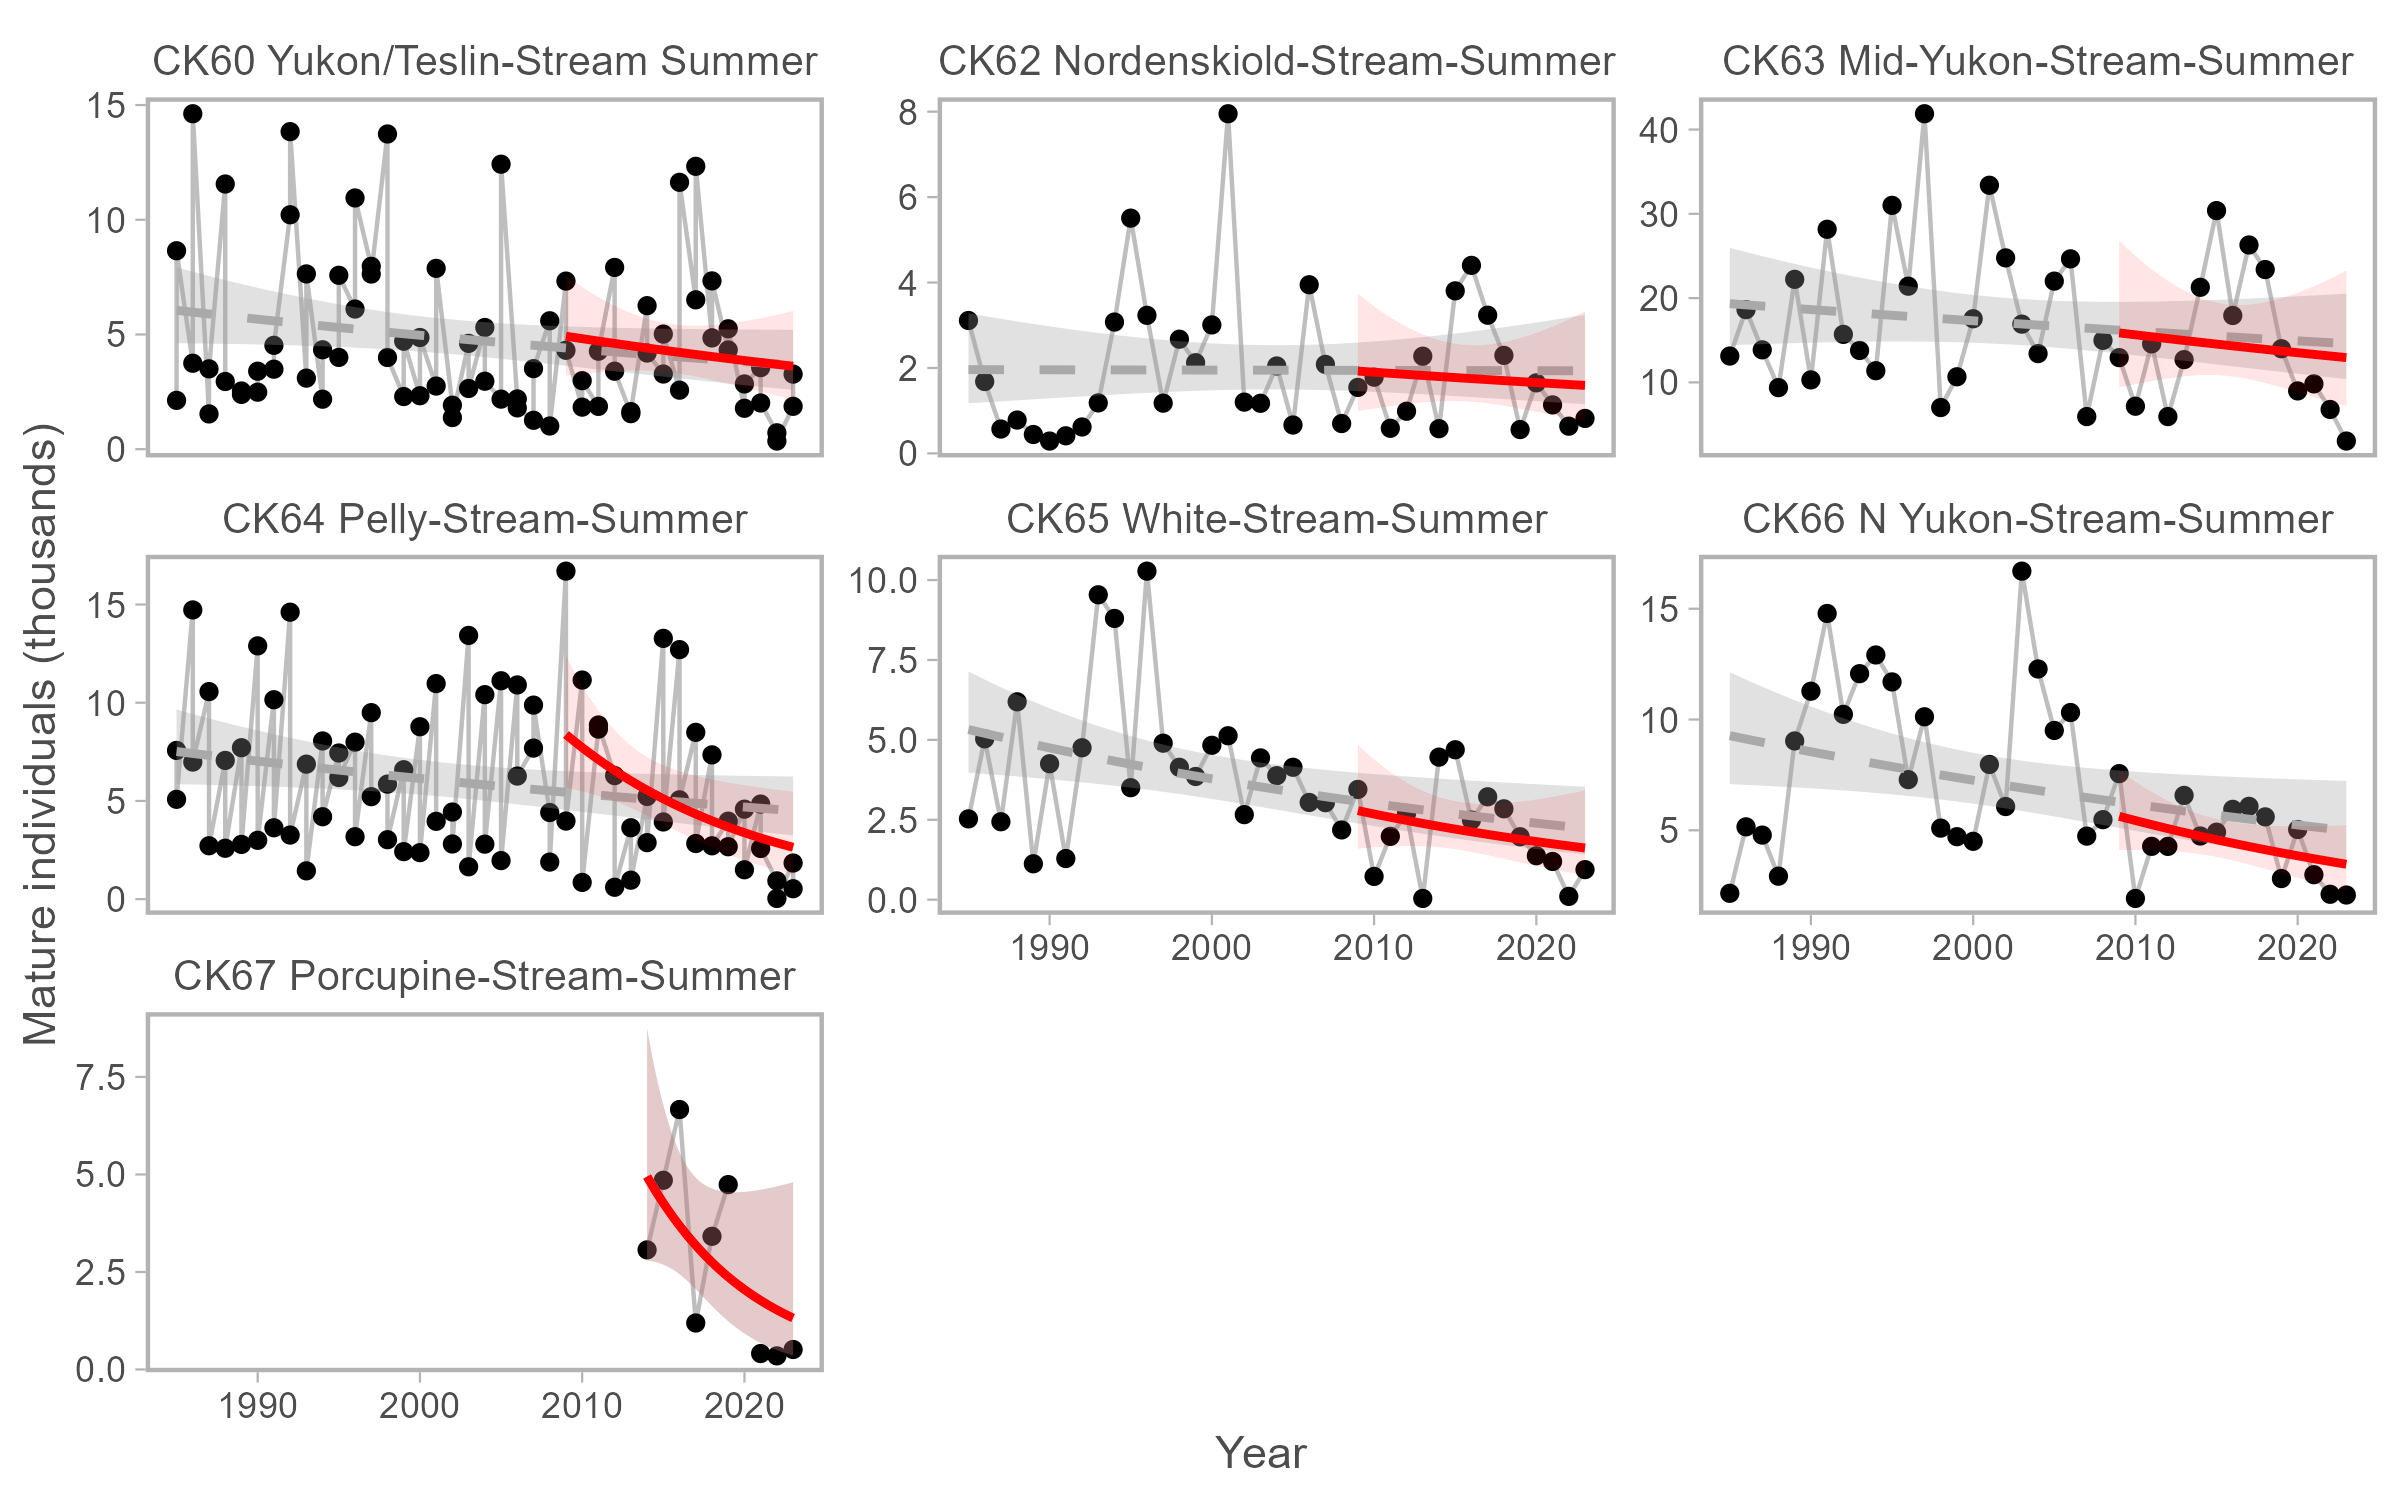 CK60 Yukon/Teslin-Stream Summer
CK62 Nordenskiold-Stream-Summer
CK63 Mid-Yukon-Stream-Summer
15
10
5
0
8
6
4
2
0
40
30
20
10
CK64 Pelly-Stream-Summer
CK65 White-Stream-Summer
CK66 N Yukon-Stream-Summer
15
10
5
0
10.0
7.5
5.0
2.5
0.0
1990 2000 2010 2020
15
10
5
1990 2000 2010 2020
CK67 Porcupine-Stream-Summer
7.5
5.0
2.5
0.0
1990 2000 2010 2020
Mature individuals (thousands)
Year